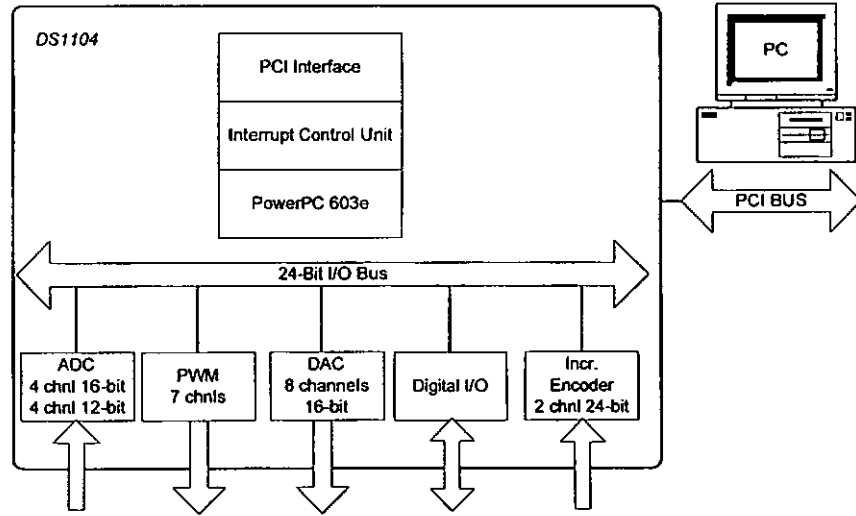 DS1104
PCI Interface
Interrupt Control Unit
PowerPC 603e
PC
PCI BUS
24-Bit I/O Bus
ADC
4 chnl 16-bit
4 chnl 12-bit
PWM
7 chnls
DAC
8 channels
16-bit
Digital I/O
Incr.
Encoder
2 chnl 24-bit